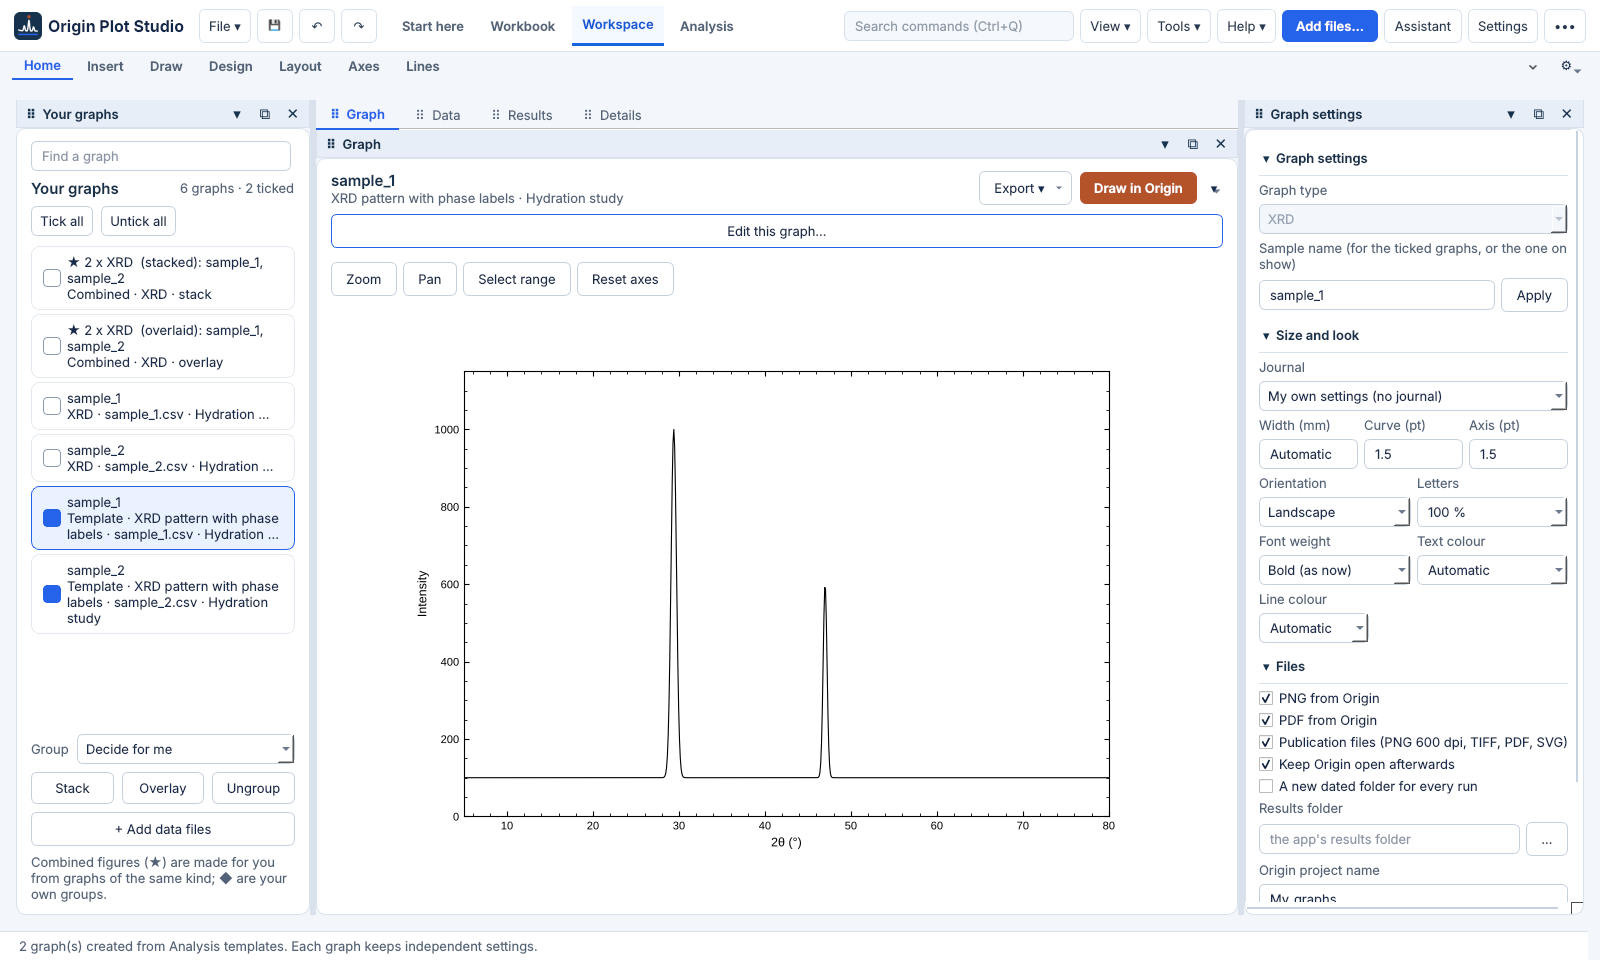 Origin Plot Studio
File ▾
Start here
Workbook
Workspace
Analysis
Search commands (Ctrl+Q)
View ▾
Tools ▾
Help ▾
Add files...
Assistant
Settings
Home
Insert
Draw
Design
Layout
Axes
Lines
Your graphs
Find a graph
Your graphs
6 graphs · 2 ticked
Tick all
Untick all
★ 2 x XRD (stacked): sample_1,
sample_2
Combined · XRD · stack
★ 2 x XRD (overlaid): sample_1,
sample_2
Combined · XRD · overlay
sample_1
XRD · sample_1.csv · Hydration ...
sample_2
XRD · sample_2.csv · Hydration ...
sample_1
Template · XRD pattern with phase
labels · sample_1.csv · Hydration ...
sample_2
Template · XRD pattern with phase
labels · sample_2.csv · Hydration
study
Group
Decide for me
Stack
Overlay
Ungroup
+ Add data files
Combined figures (★) are made for you
from graphs of the same kind; ◆ are your
own groups.
Graph
Data
Results
Details
Graph
sample_1
XRD pattern with phase labels · Hydration study
Export ▾
Draw in Origin
Edit this graph...
Zoom
Pan
Select range
Reset axes
1000
800
600
400
200
0
Intensity
10
20
30
40
50
60
70
80
2θ (°)
Graph settings
▾ Graph settings
Graph type
XRD
Sample name (for the ticked graphs, or the one on
show)
sample_1
Apply
▾ Size and look
Journal
My own settings (no journal)
Width (mm)
Curve (pt)
Axis (pt)
Automatic
1.5
1.5
Orientation
Letters
Landscape
100 %
Font weight
Text colour
Bold (as now)
Automatic
Line colour
Automatic
▾ Files
PNG from Origin
PDF from Origin
Publication files (PNG 600 dpi, TIFF, PDF, SVG)
Keep Origin open afterwards
A new dated folder for every run
Results folder
the app's results folder
...
Origin project name
My_graphs
2 graph(s) created from Analysis templates. Each graph keeps independent settings.